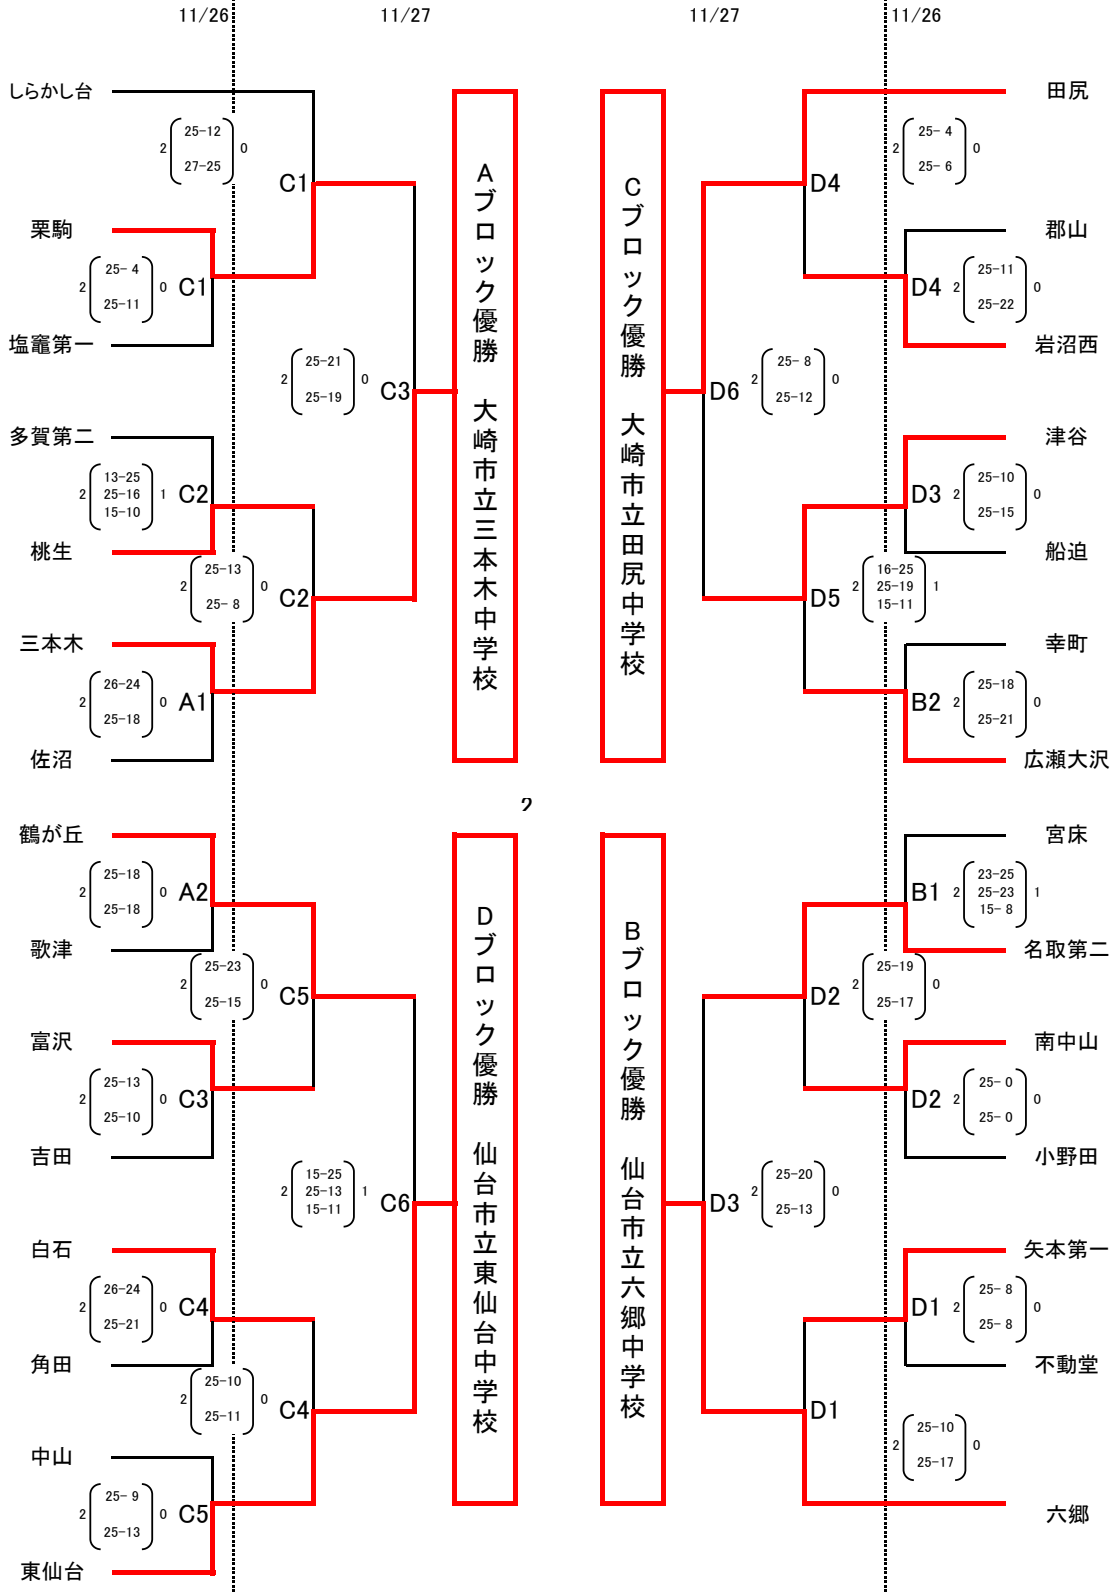 11/26
11/27
11/27
11/26
しらかし台
25-12
2 0
27-25
C1
栗駒
25- 4
2 0 C1
25-11
塩竈第一
25-21
2 0 C3
25-19
多賀第二
13-25
2 25-16 1 C2
15-10
桃生
25-13
2 0 C2
25- 8
三本木
26-24
2 0 A1
25-18
佐沼
Aブロック優勝 大崎市立三本木中学校
Cブロック優勝 大崎市立田尻中学校
田尻
25- 4
2 0
25- 6
D4
郡山
25-11
D4 2 0
25-22
岩沼西
25- 8
D6 2 0
25-12
津谷
25-10
D3 2 0
25-15
船迫
16-25
D5 2 25-19 1
15-11
幸町
25-18
B2 2 0
25-21
広瀬大沢
2
鶴が丘
25-18
2 0 A2
25-18
歌津
25-23
2 0 C5
25-15
富沢
25-13
2 0 C3
25-10
吉田
15-25
2 25-13 1 C6
15-11
白石
26-24
2 0 C4
25-21
角田
25-10
2 0 C4
25-11
中山
25- 9
2 0 C5
25-13
東仙台
Dブロック優勝 仙台市立東仙台中学校
Bブロック優勝 仙台市立六郷中学校
宮床
23-25
B1 2 25-23 1
15- 8
名取第二
25-19
D2 2 0
25-17
南中山
25- 0
D2 2 0
25- 0
小野田
25-20
D3 2 0
25-13
矢本第一
25- 8
D1 2 0
25- 8
不動堂
D1
25-10
2 0
25-17
六郷